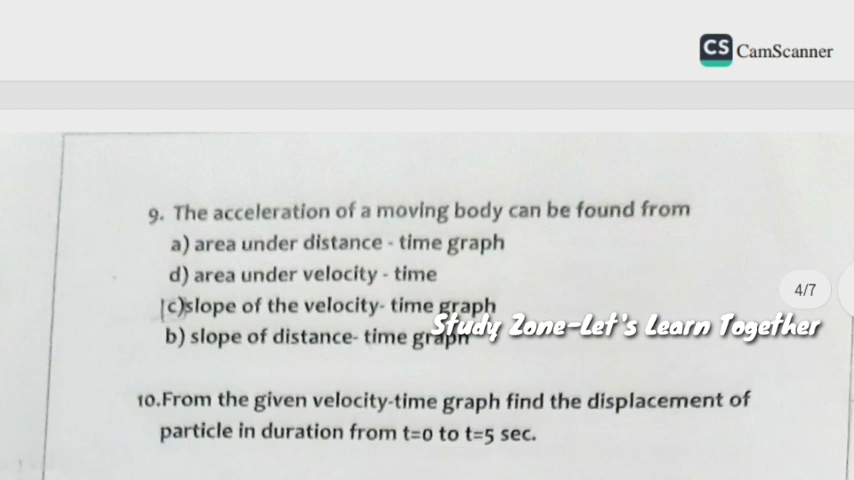 CS CamScanner
9. The acceleration of a moving body can be found from
a) area under distance - time graph
d) area under velocity - time
c) slope of the velocity- time graph
b) slope of distance- time graph
Study Zone-Let's Learn Together
4/7
10.From the given velocity-time graph find the displacement of
particle in duration from t=0 to t=5 sec.